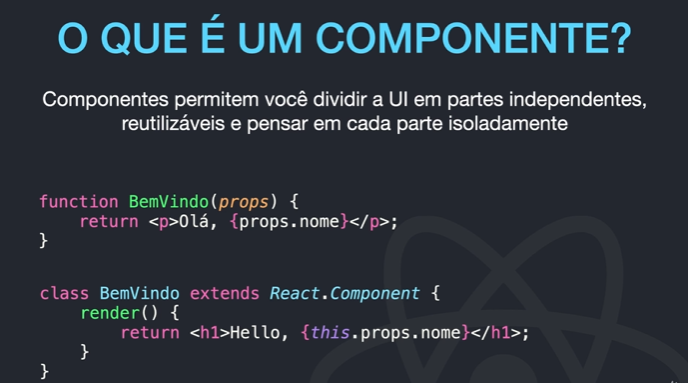 O QUE É UM COMPONENTE?
Componentes permitem você dividir a UI em partes independentes,
reutilizáveis e pensar em cada parte isoladamente
function BemVindo(props) {
    return <p>Olá, {props.nome}</p>;
}
class BemVindo extends React.Component {
    render() {
        return <h1>Hello, {this.props.nome}</h1>;
    }
}